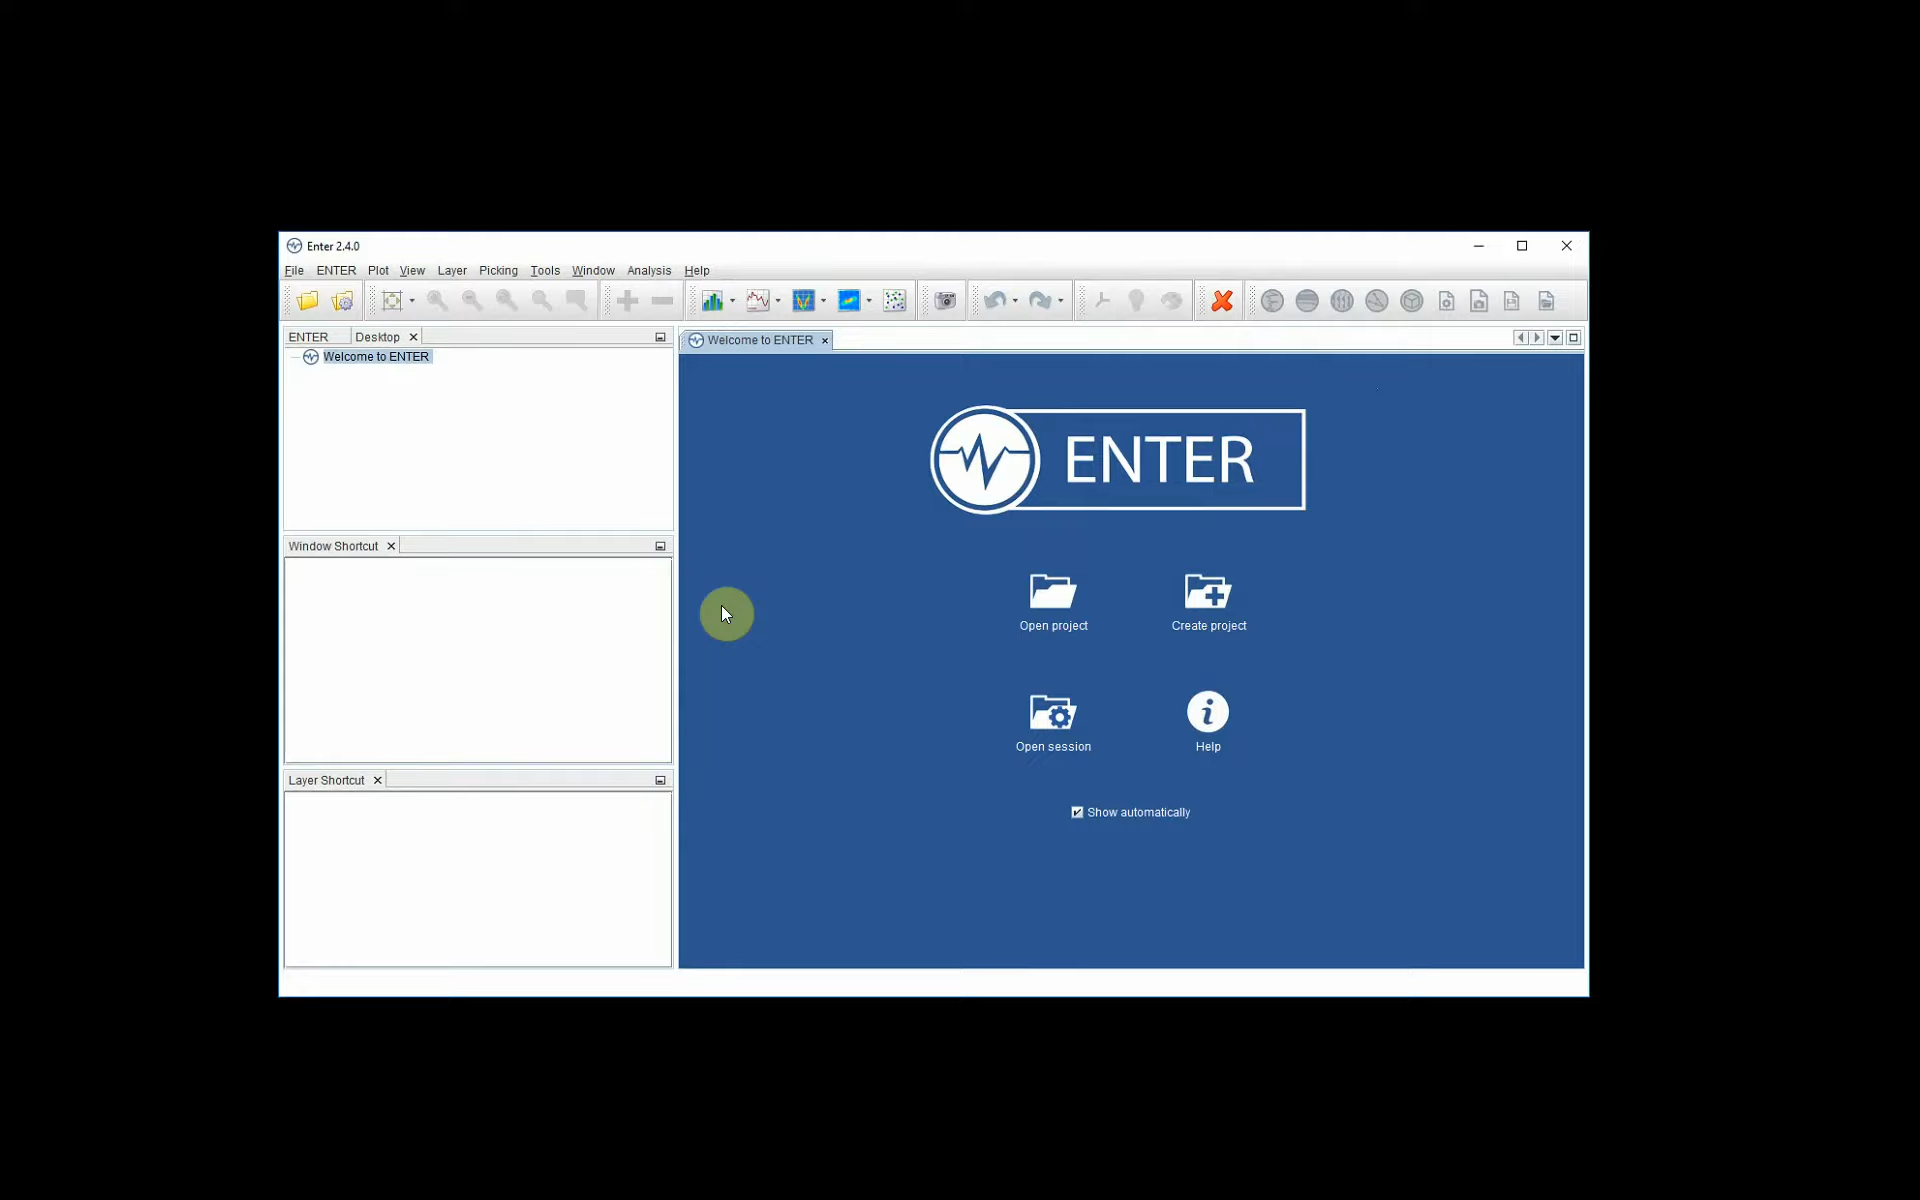 Enter 2.4.0
File ENTER Plot View Layer Picking Tools Window Analysis Help
ENTER Desktop
Welcome to ENTER
Welcome to ENTER
ENTER
Window Shortcut
Open project Create project
Open session Help
Layer Shortcut
Show automatically